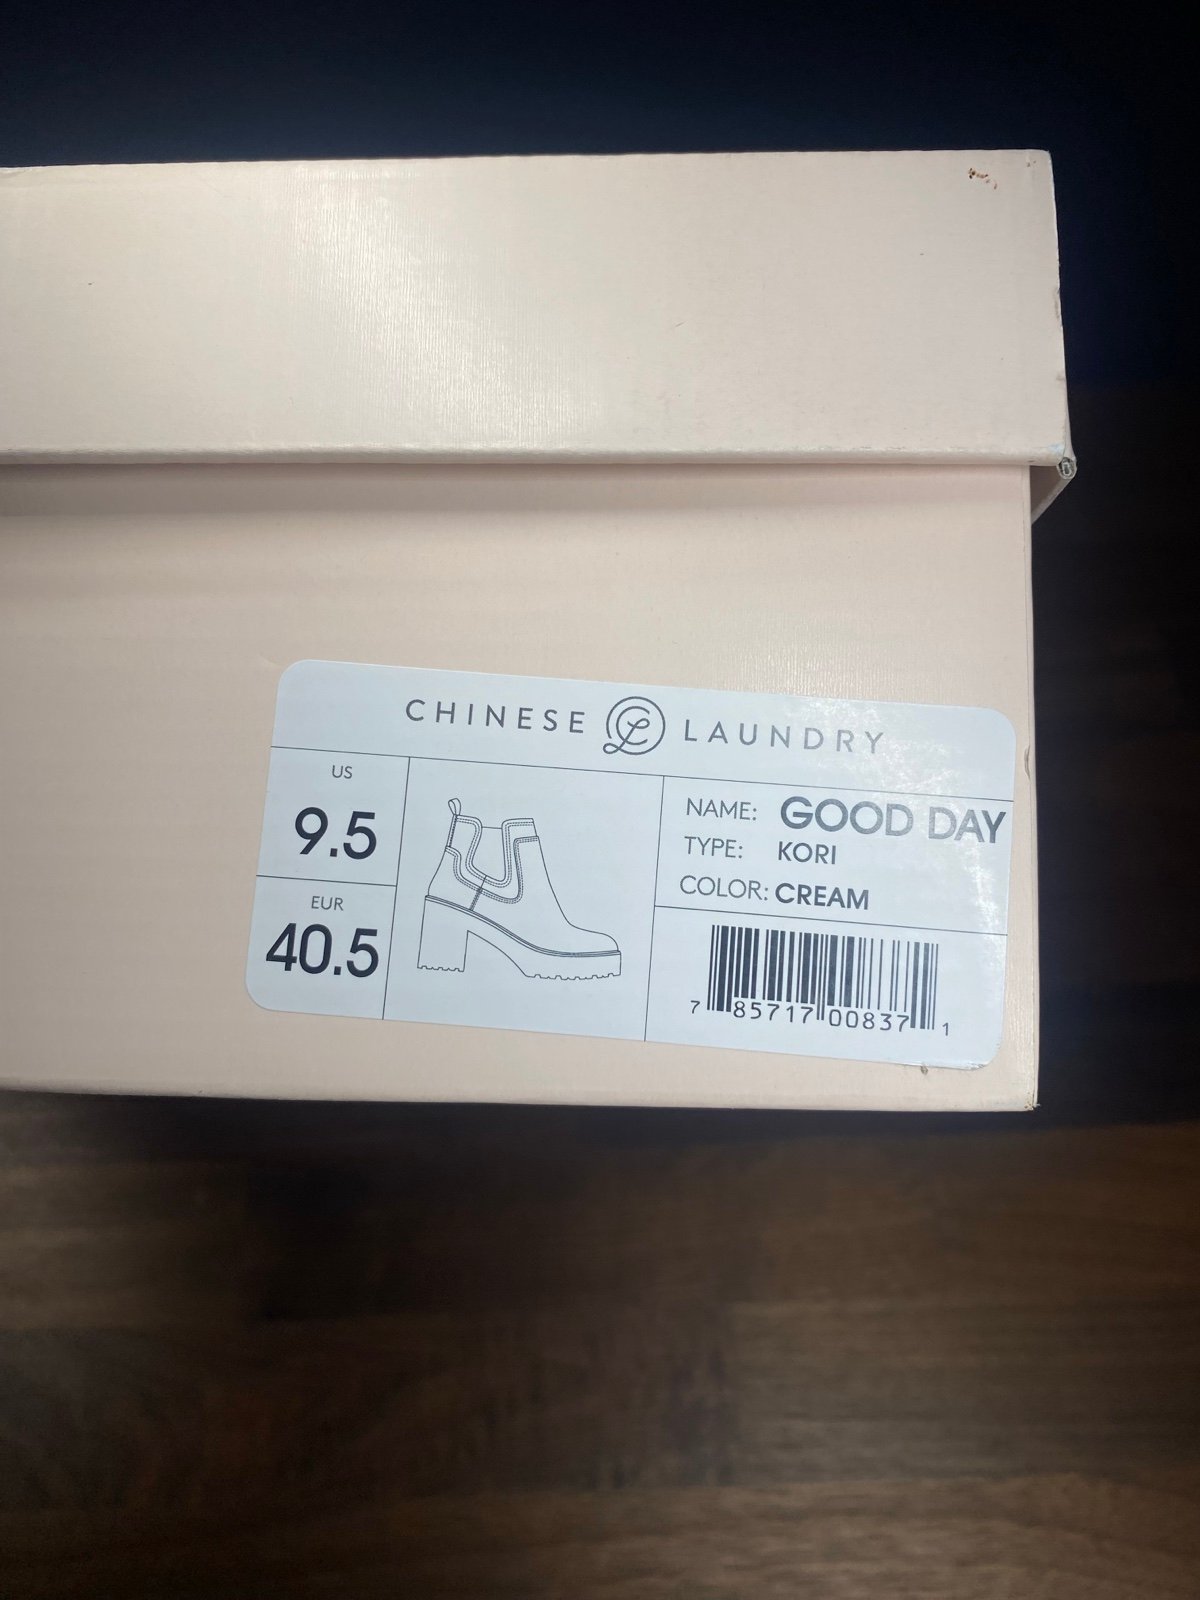 CHINESE LAUNDRY
US
9.5
EUR
40.5
NAME: GOOD DAY
TYPE: KORI
COLOR: CREAM
7 85717 00837 1